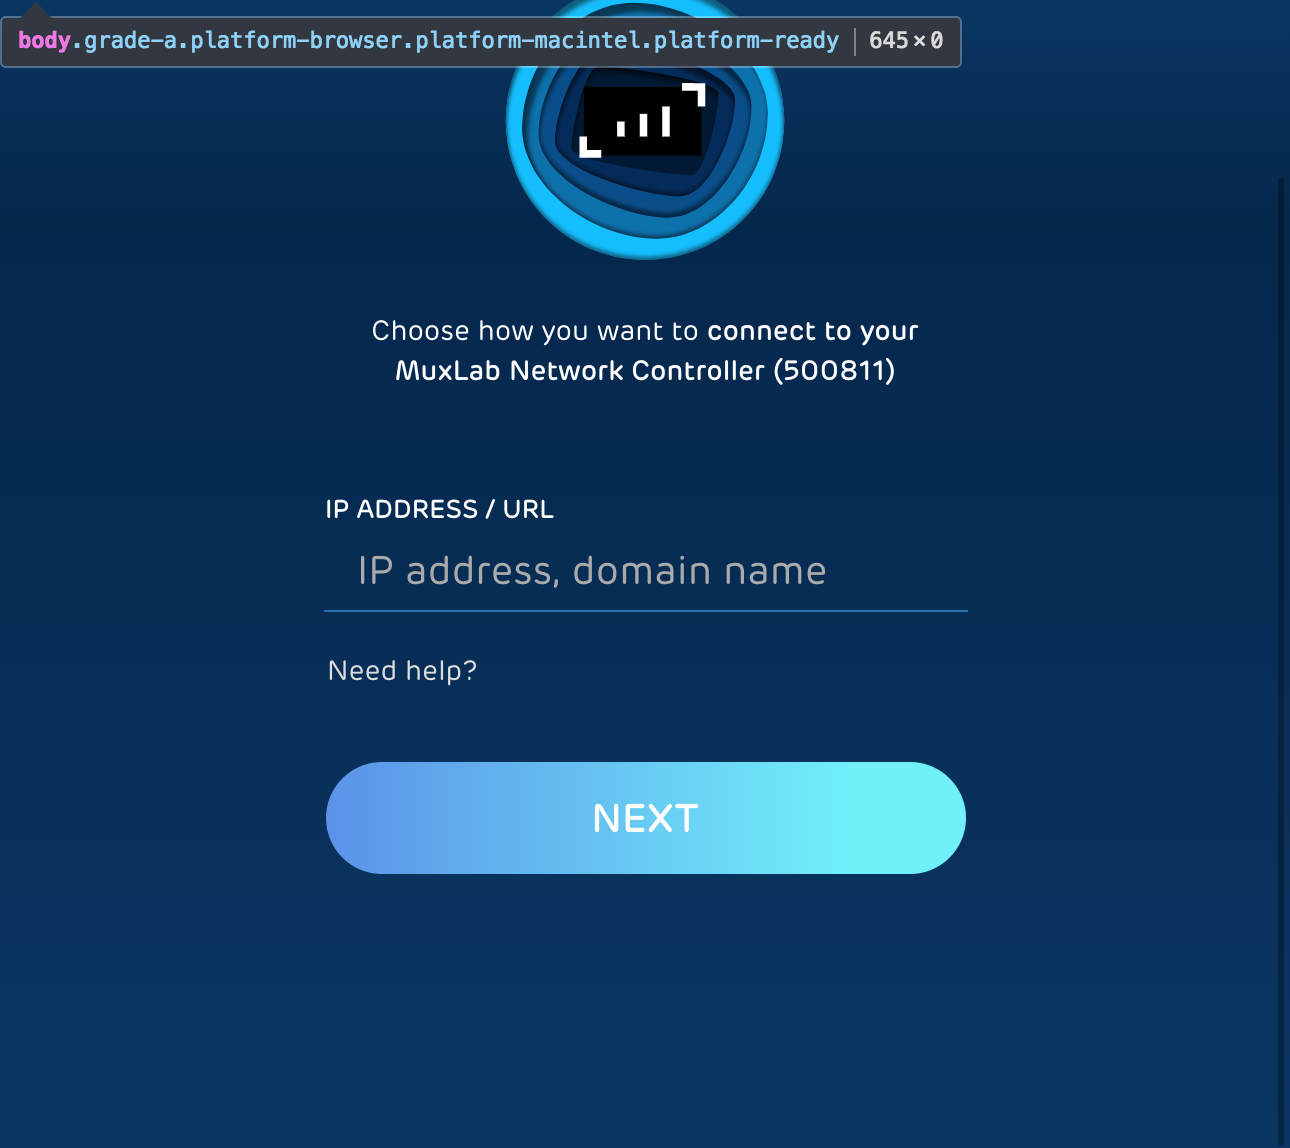 body.grade-a.platform-browser.platform-macintel.platform-ready | 645×0
Choose how you want to connect to your
MuxLab Network Controller (500811)
IP ADDRESS / URL
IP address, domain name
Need help?
NEXT